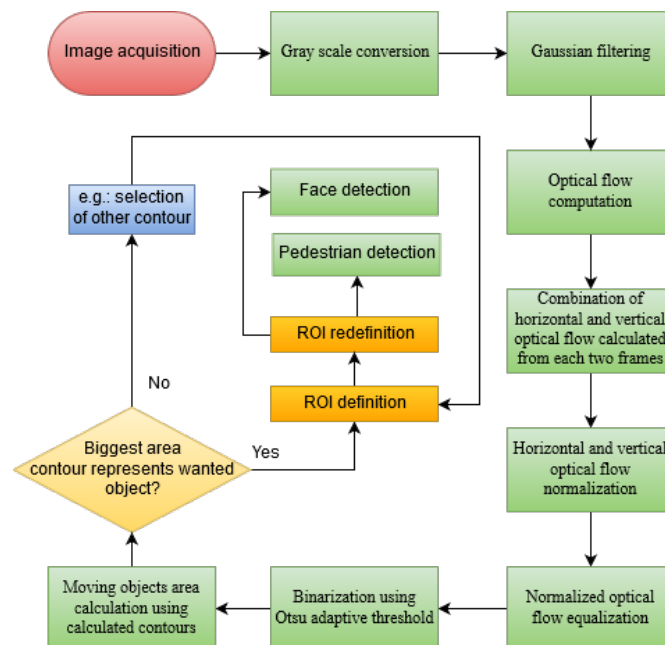 Image acquisition
Gray scale conversion
Gaussian filtering
Optical flow
computation
Combination of
horizontal and vertical
optical flow calculated
from each two frames
Horizontal and vertical
optical flow
normalization
Normalized optical
flow equalization
Binarization using
Otsu adaptive threshold
Moving objects area
calculation using
calculated contours
Biggest area
contour represents wanted
object?
No
Yes
e.g.: selection
of other contour
ROI definition
ROI redefinition
Pedestrian detection
Face detection